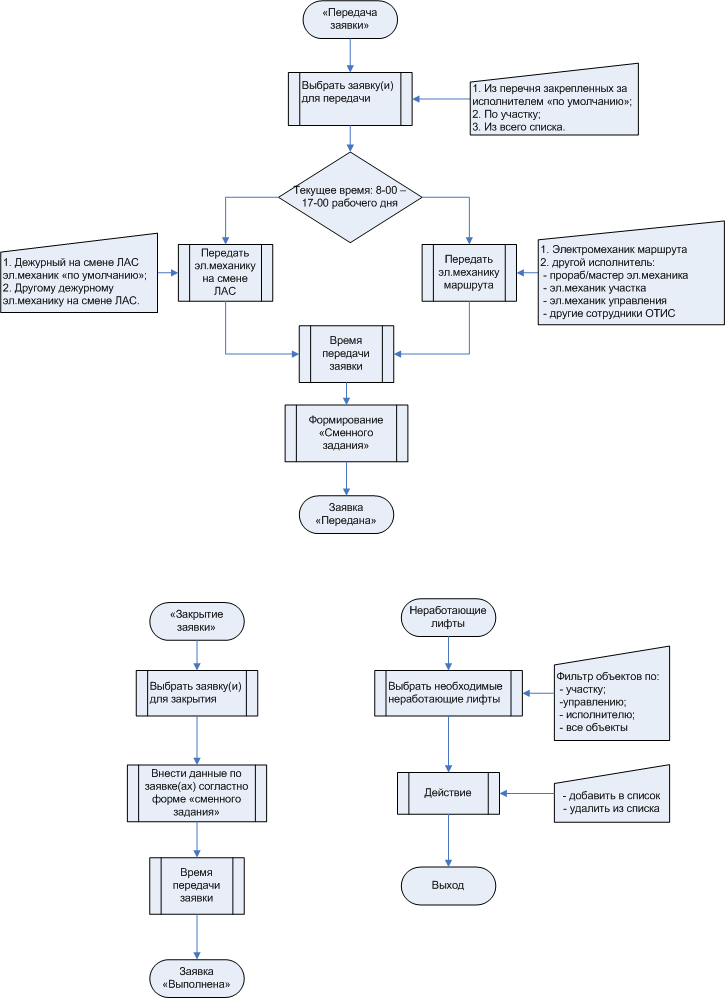 «Передача
заявки»
Выбрать заявку(и)
для передачи
1. Из перечня закрепленных за
исполнителем «по умолчанию»;
2. По участку;
3. Из всего списка.
Текущее время: 8-00 –
17-00 рабочего дня
1. Дежурный на смене ЛАС
эл.механик «по умолчанию»;
2. Другому дежурному
эл.механику на смене ЛАС.
Передать
эл.механику
на смене
ЛАС
Передать
эл.механику
маршрута
1. Электромеханик маршрута
2. другой исполнитель:
- прораб/мастер эл.механика
- эл.механик участка
- эл.механик управления
- другие сотрудники ОТИС
Время
передачи
заявки
Формирование
«Сменного
задания»
Заявка
«Передана»
«Закрытие
заявки»
Выбрать заявку(и)
для закрытия
Внести данные по
заявке(ах) согластно
форме «сменного
задания»
Время
передачи
заявки
Заявка
«Выполнена»
Неработающие
лифты
Выбрать необходимые
неработающие лифты
Фильтр объектов по:
- участку;
-управлению;
- исполнителю;
- все объекты
Действие
- добавить в список
- удалить из списка
Выход